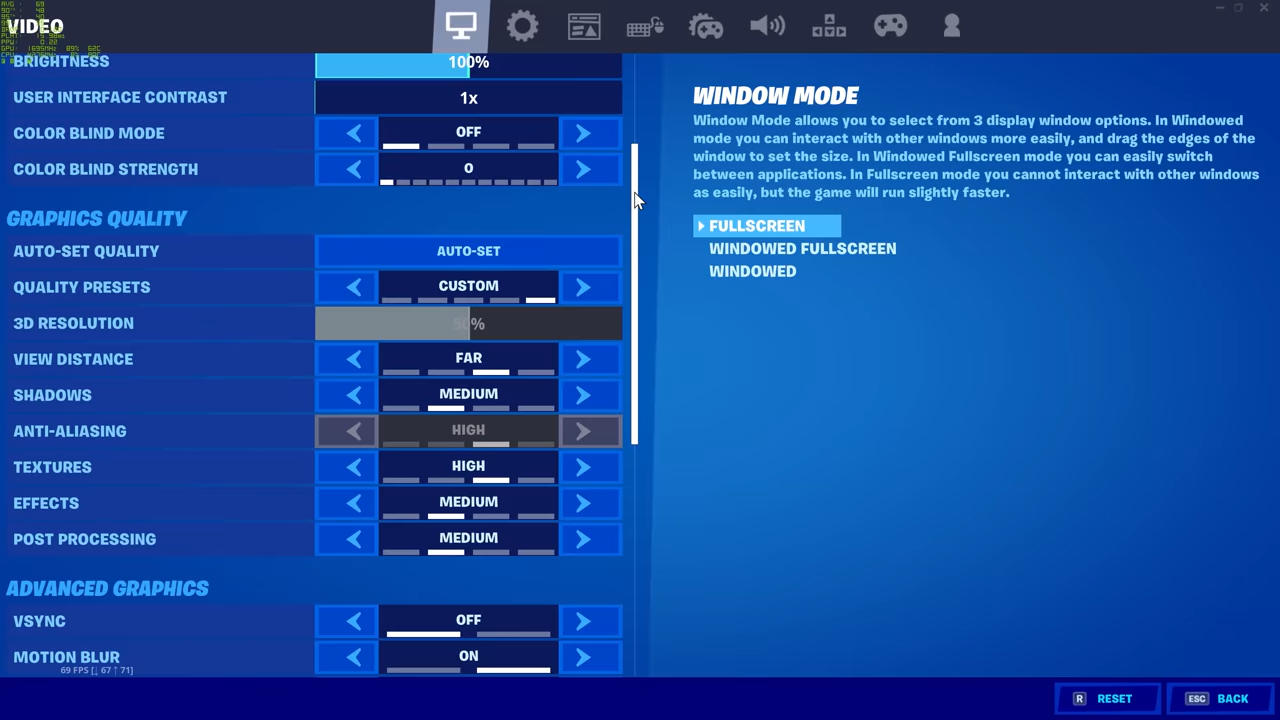 VIDEO
BRIGHTNESS 100%
USER INTERFACE CONTRAST 1x
COLOR BLIND MODE OFF
COLOR BLIND STRENGTH 0
GRAPHICS QUALITY
AUTO-SET QUALITY AUTO-SET
QUALITY PRESETS CUSTOM
3D RESOLUTION 50%
VIEW DISTANCE FAR
SHADOWS MEDIUM
ANTI-ALIASING HIGH
TEXTURES HIGH
EFFECTS MEDIUM
POST PROCESSING MEDIUM
ADVANCED GRAPHICS
VSYNC OFF
MOTION BLUR ON
69 FPS [↓ 67 ↑ 71]
WINDOW MODE
Window Mode allows you to select from 3 display window options. In Windowed
mode you can interact with other windows more easily, and drag the edges of the
window to set the size. In Windowed Fullscreen mode you can easily switch
between applications. In Fullscreen mode you cannot interact with other windows
as easily, but the game will run slightly faster.
FULLSCREEN
WINDOWED FULLSCREEN
WINDOWED
R RESET
ESC BACK